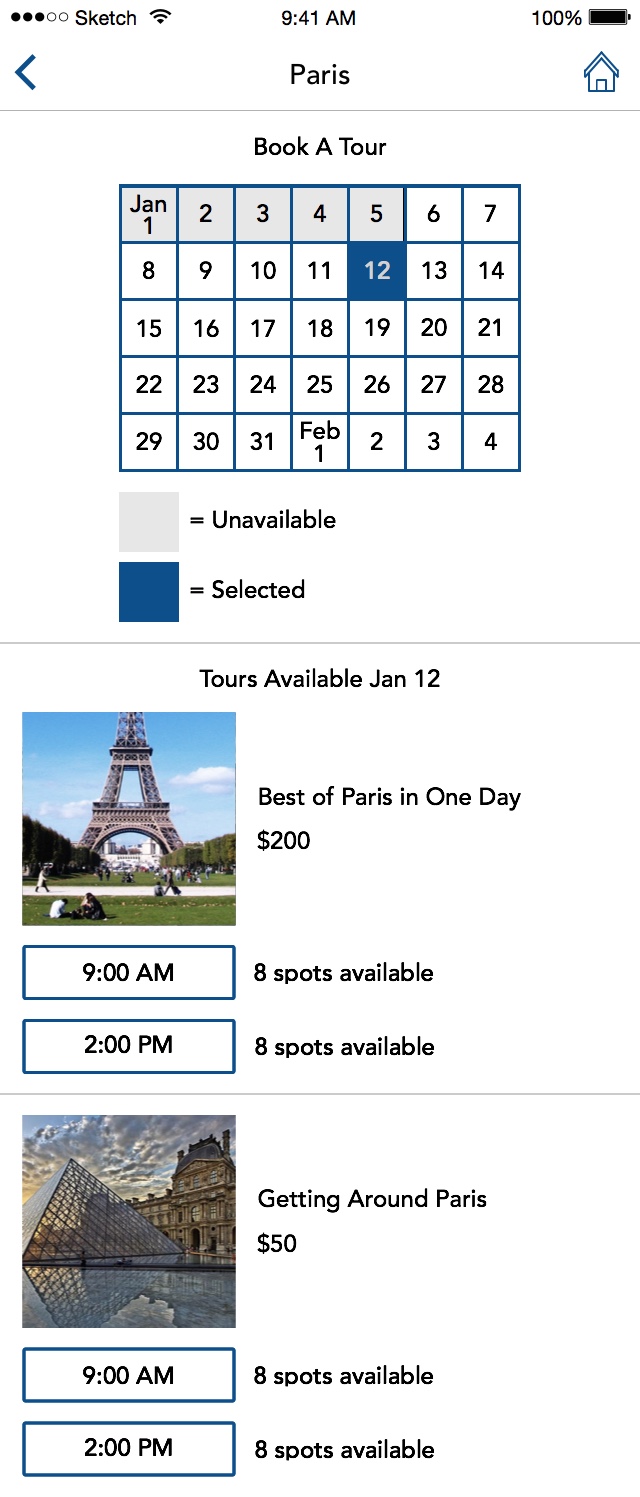 Sketch 9:41 AM 100%
Paris
Book A Tour
Jan 1 2 3 4 5 6 7
8 9 10 11 12 13 14
15 16 17 18 19 20 21
22 23 24 25 26 27 28
29 30 31 Feb 1 2 3 4
= Unavailable
= Selected
Tours Available Jan 12
Best of Paris in One Day
$200
9:00 AM 8 spots available
2:00 PM 8 spots available
Getting Around Paris
$50
9:00 AM 8 spots available
2:00 PM 8 spots available